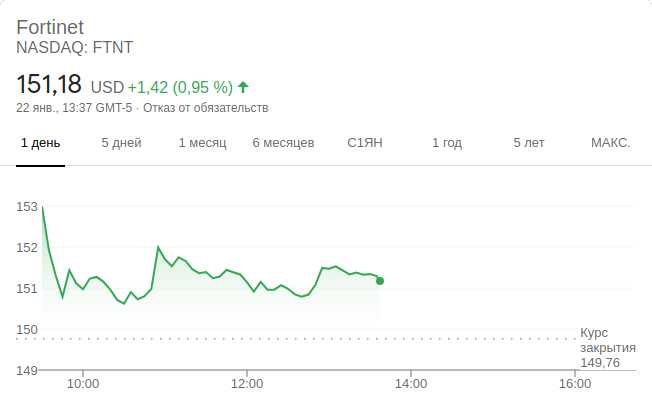 Fortinet
NASDAQ: FTNT
151,18 USD +1,42 (0,95 %)
22 янв., 13:37 GMT-5 · Отказ от обязательств
1 день 5 дней 1 месяц 6 месяцев С1ЯН 1 год 5 лет МАКС.
153
152
151
150
Курс
закрытия
149,76
149
10:00 12:00 14:00 16:00